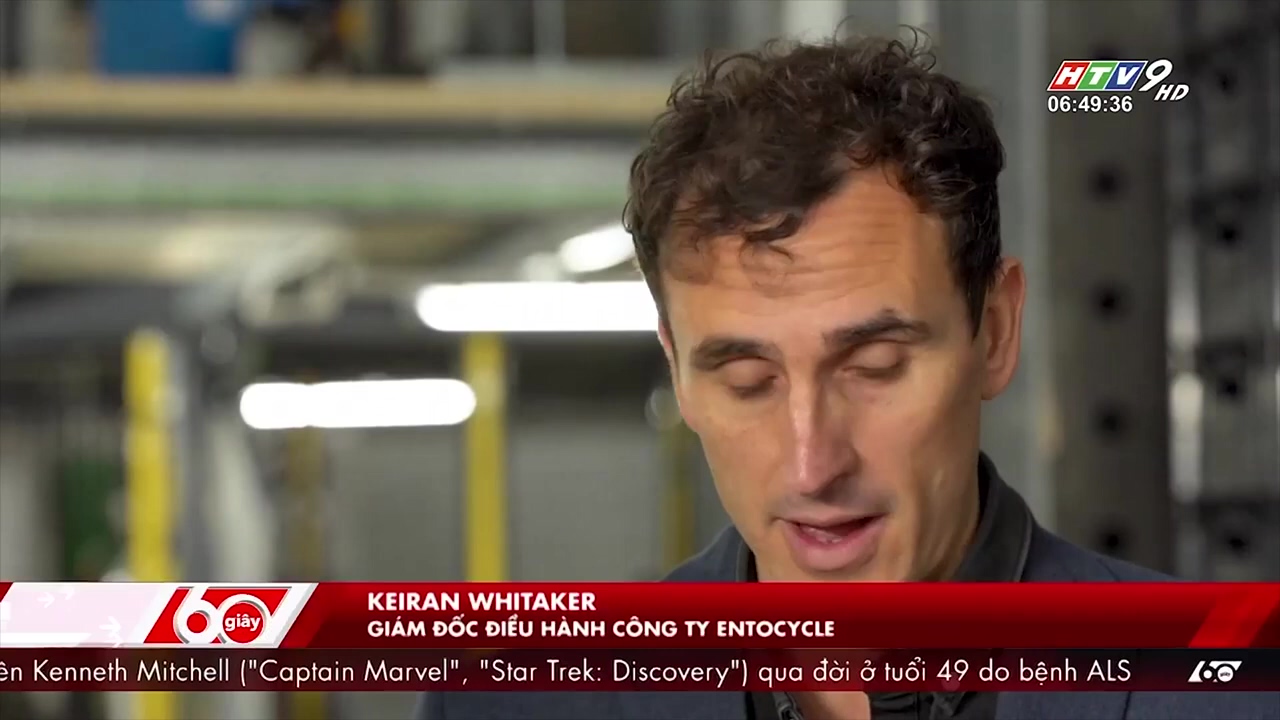 HTV9 HD
06:49:36
60 giây
KEIRAN WHITAKER
GIÁM ĐỐC ĐIỀU HÀNH CÔNG TY ENTOCYCLE
ên Kenneth Mitchell ("Captain Marvel", "Star Trek: Discovery") qua đời ở tuổi 49 do bệnh ALS
60